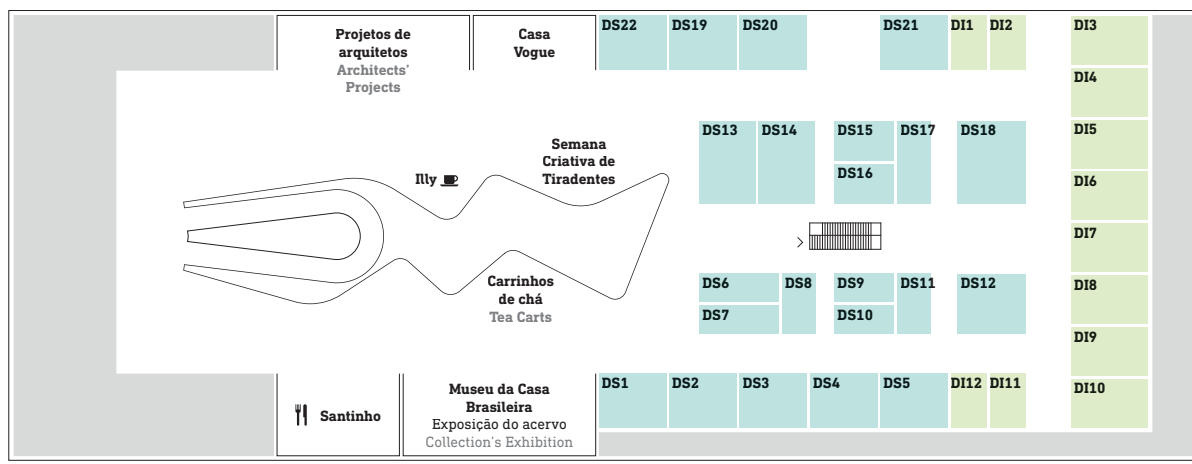 Projetos de
arquitetos
Architects'
Projects
Casa
Vogue
DS22
DS19
DS20
DS21
DI1
DI2
DI3
DI4
DS13
DS14
DS15
DS17
DS18
DI5
Semana
Criativa de
Tiradentes
Illy
DS16
DI6
DI7
Carrinhos
de chá
Tea Carts
DS6
DS8
DS9
DS11
DS12
DI8
DS7
DS10
DI9
Santinho
Museu da Casa
Brasileira
Exposição do acervo
Collection's Exhibition
DS1
DS2
DS3
DS4
DS5
DI12
DI11
DI10